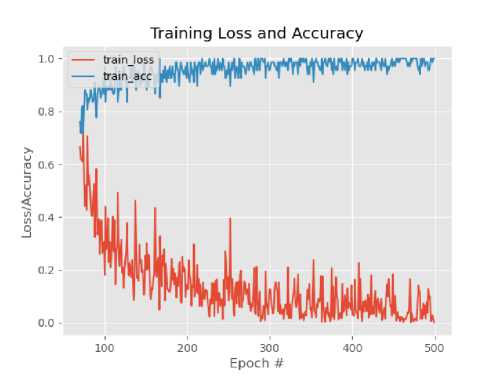 Training Loss and Accuracy
train_loss
train_acc
Loss/Accuracy
1.0
0.8
0.6
0.4
0.2
0.0
100 200 300 400 500
Epoch #